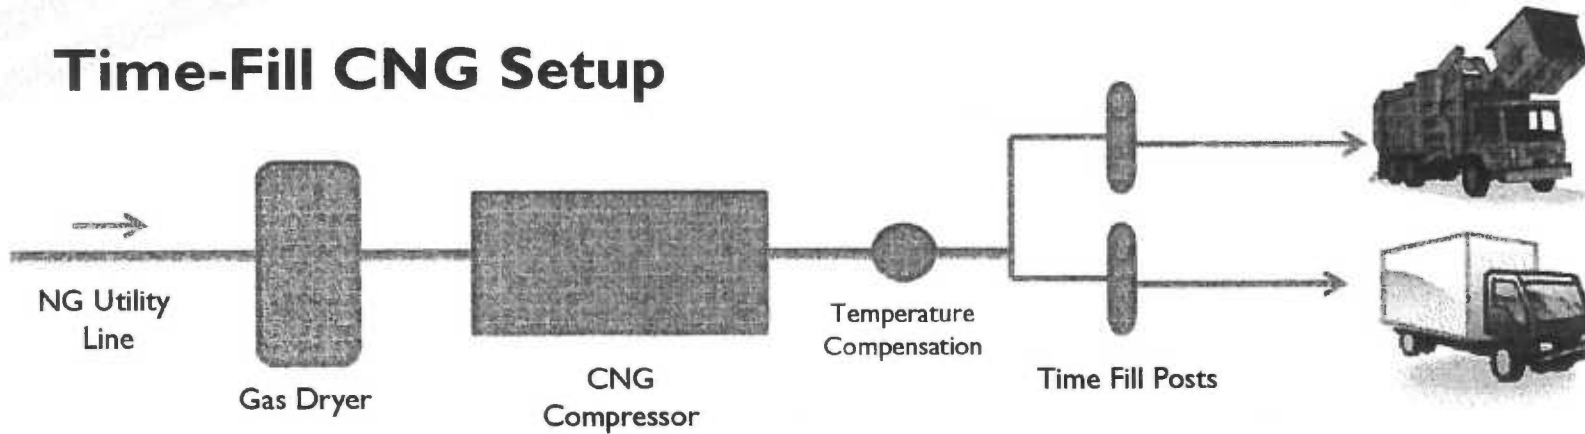 Time-Fill CNG Setup
NG Utility
Line
Gas Dryer
CNG
Compressor
Temperature
Compensation
Time Fill Posts